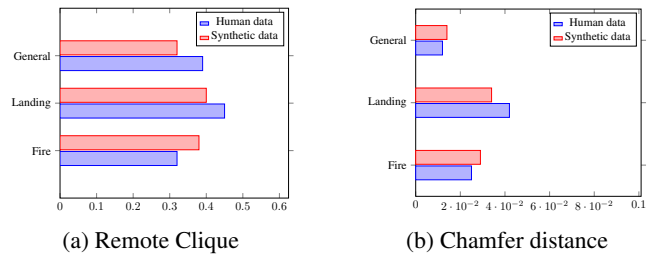 Human data
Synthetic data
General
Landing
Fire
0 0.1 0.2 0.3 0.4 0.5 0.6
(a) Remote Clique
Human data
Synthetic data
General
Landing
Fire
0 2·10⁻² 4·10⁻² 6·10⁻² 8·10⁻² 0.1
(b) Chamfer distance